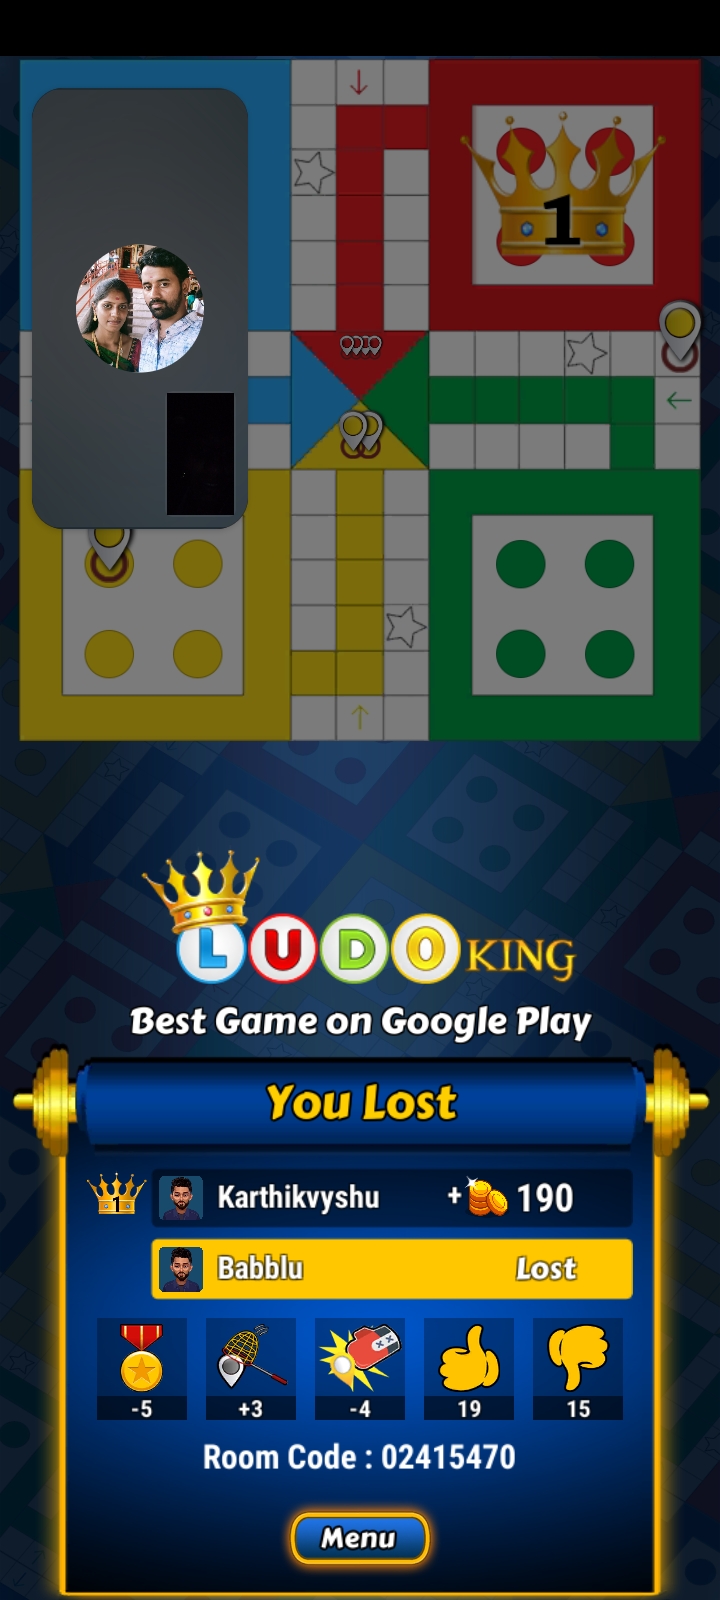 1
LUDO KING
Best Game on Google Play
You Lost
1 Karthikvyshu + 190
Babblu Lost
-5 +3 -4 19 15
Room Code : 02415470
Menu